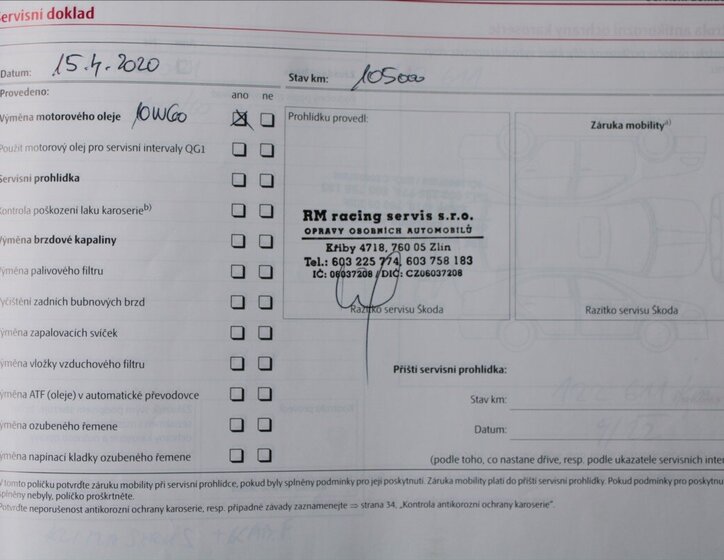 Servisní doklad
Datum: 15.4.2020
Stav km: 105000
Provedeno:
ano ne
Výměna motorového oleje 10W60
Použít motorový olej pro servisní intervaly QG1
Servisní prohlídka
Kontrola poškození laku karoserieb)
Výměna brzdové kapaliny
Výměna palivového filtru
Vyčištění zadních bubnových brzd
Výměna zapalovacích svíček
Výměna vložky vzduchového filtru
Výměna ATF (oleje) v automatické převodovce
Výměna ozubeného řemene
Výměna napínací kladky ozubeného řemene
Prohlídku provedl:
RM racing servis s.r.o.
OPRAVY OSOBNÍCH AUTOMOBILŮ
Křiby 4718, 760 05 Zlín
Tel.: 603 225 774, 603 758 183
IČ: 06037208 / DIČ: CZ06037208
Razítko servisu Škoda
Záruka mobilitya)
Razítko servisu Škoda
Příští servisní prohlídka:
Stav km:
Datum:
(podle toho, co nastane dříve, resp. podle ukazatele servisních inter
V tomto políčku potvrďte záruku mobility při servisní prohlídce, pokud byly splněny podmínky pro její poskytnutí. Záruka mobility platí do příští servisní prohlídky. Pokud podmínky pro poskytnu
splněny nebyly, políčko proškrtněte.
Potvrďte neporušenost antikorozní ochrany karoserie, resp. případné závady zaznamenejte ⇒ strana 34, „Kontrola antikorozní ochrany karoserie".